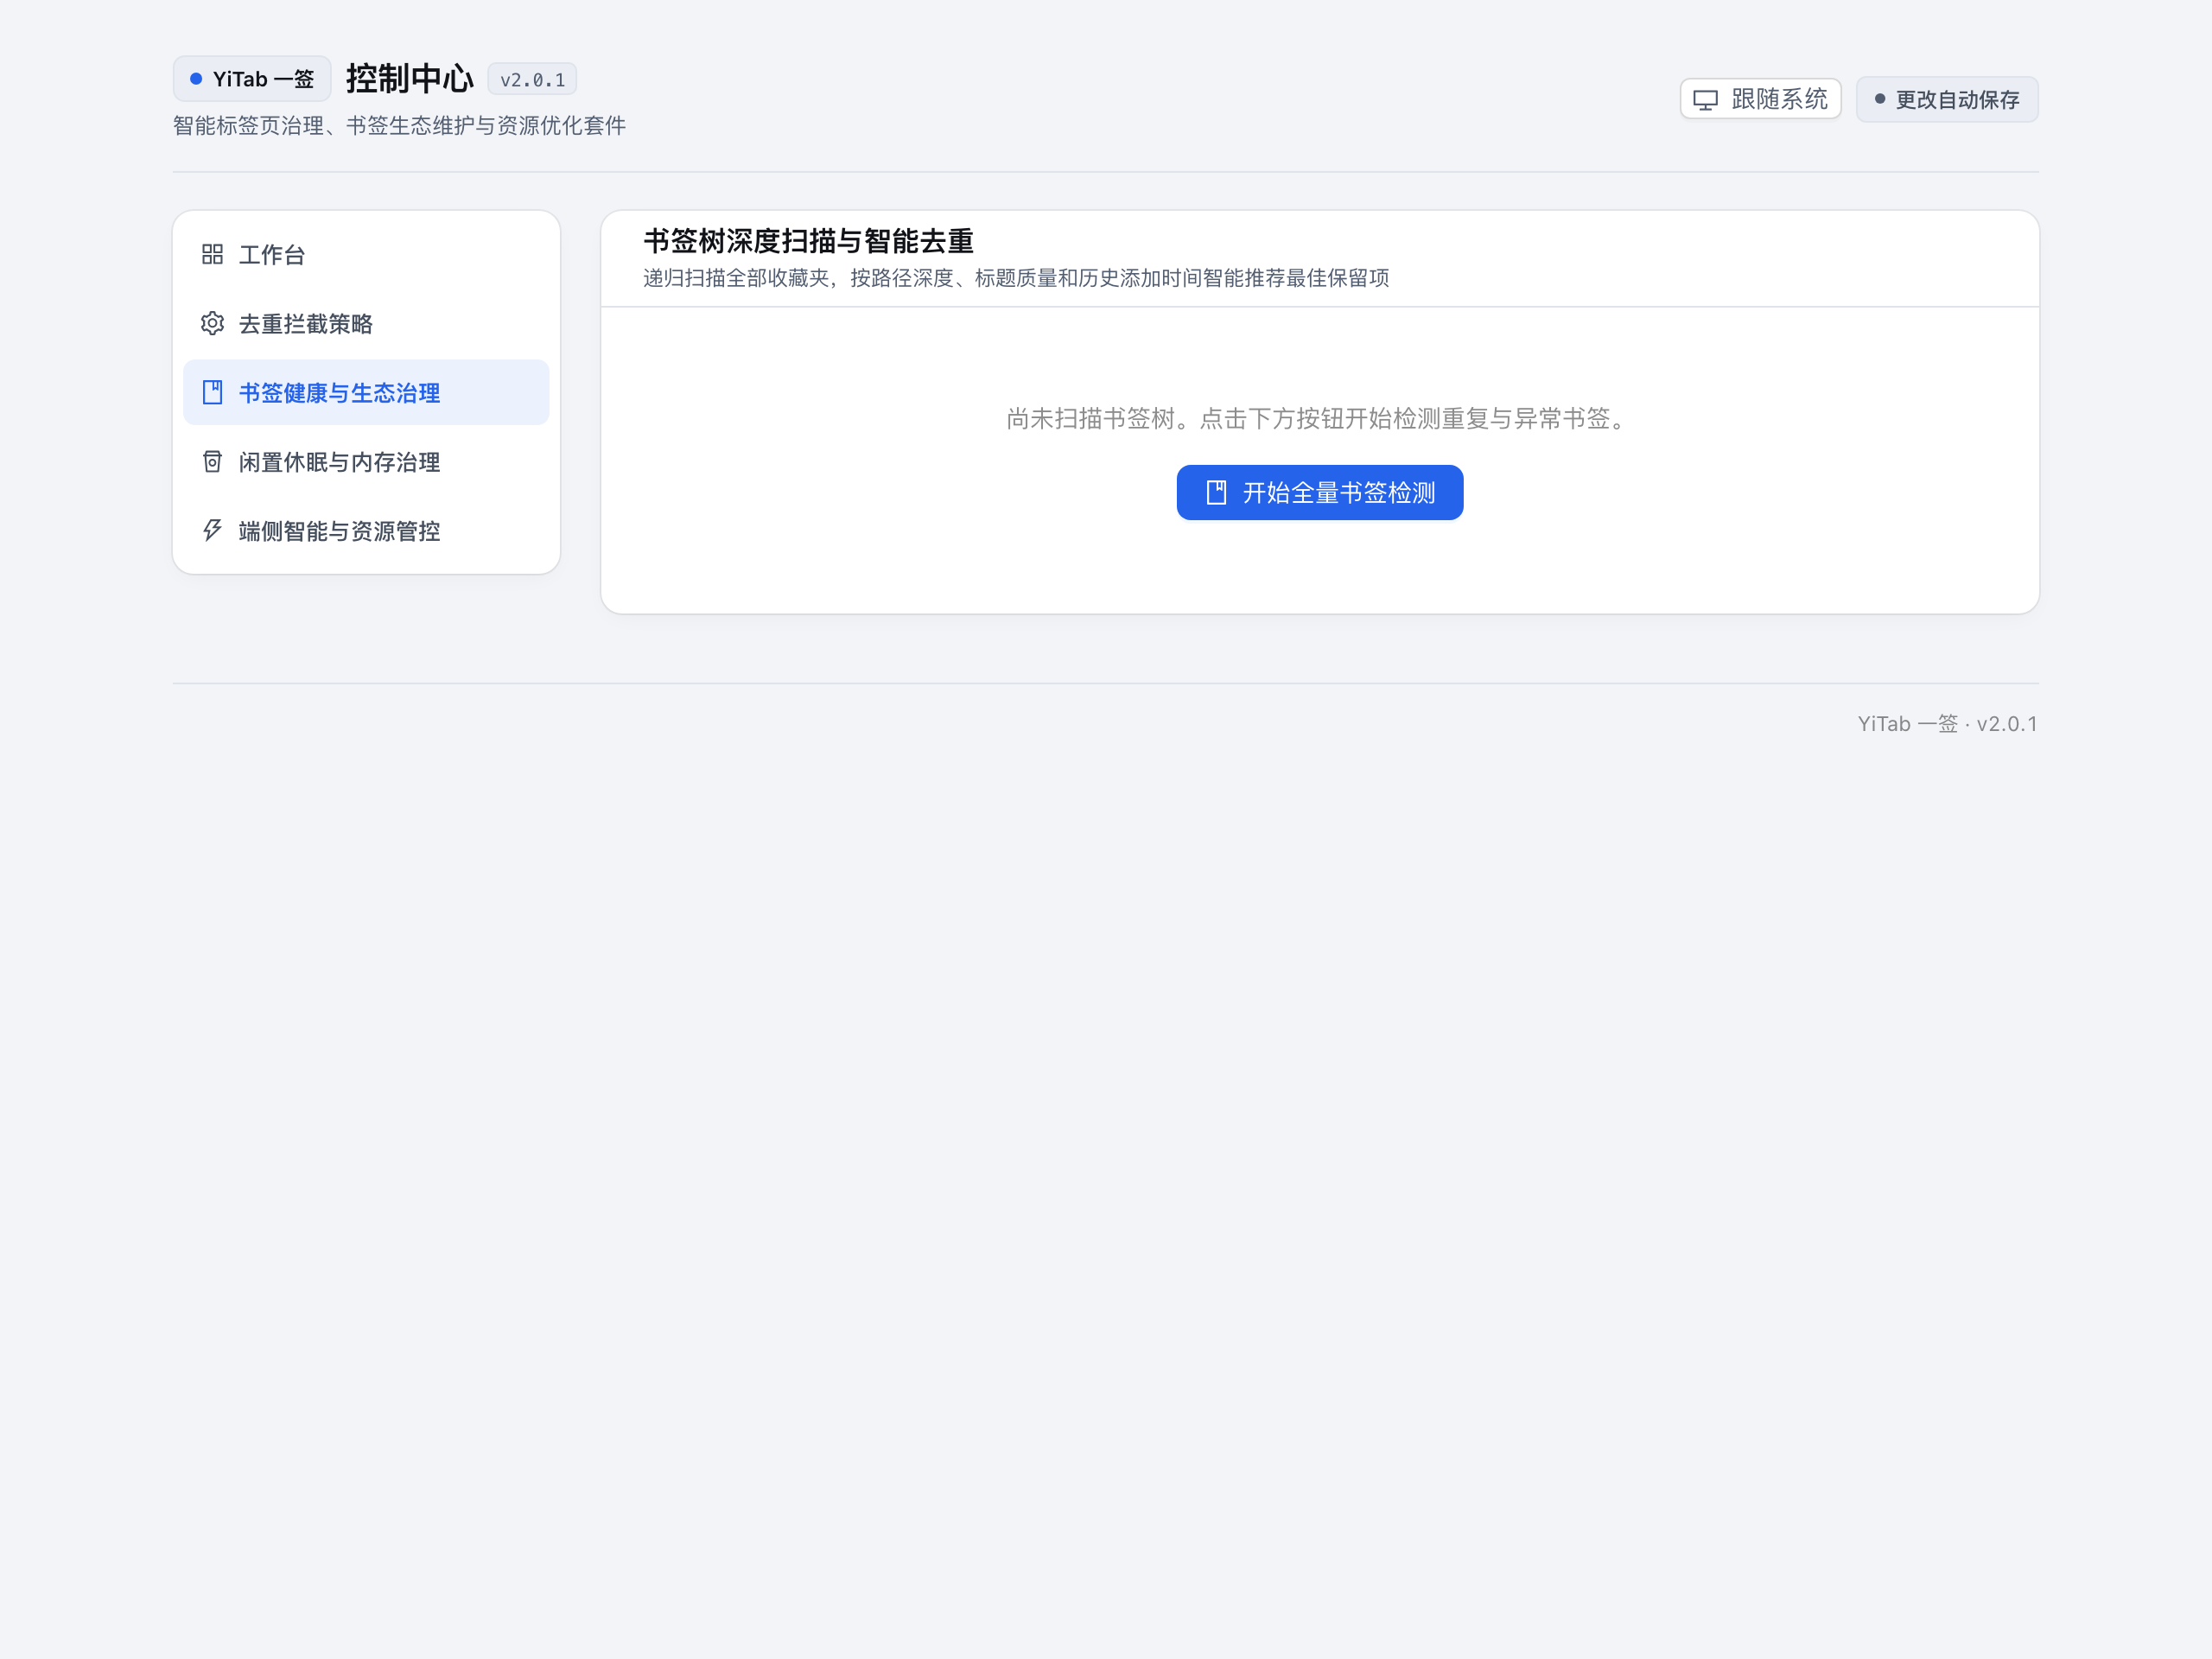 YiTab 一签 控制中心 v2.0.1
智能标签页治理、书签生态维护与资源优化套件
跟随系统 更改自动保存
工作台
去重拦截策略
书签健康与生态治理
闲置休眠与内存治理
端侧智能与资源管控
书签树深度扫描与智能去重
递归扫描全部收藏夹，按路径深度、标题质量和历史添加时间智能推荐最佳保留项
尚未扫描书签树。点击下方按钮开始检测重复与异常书签。
开始全量书签检测
YiTab 一签 · v2.0.1